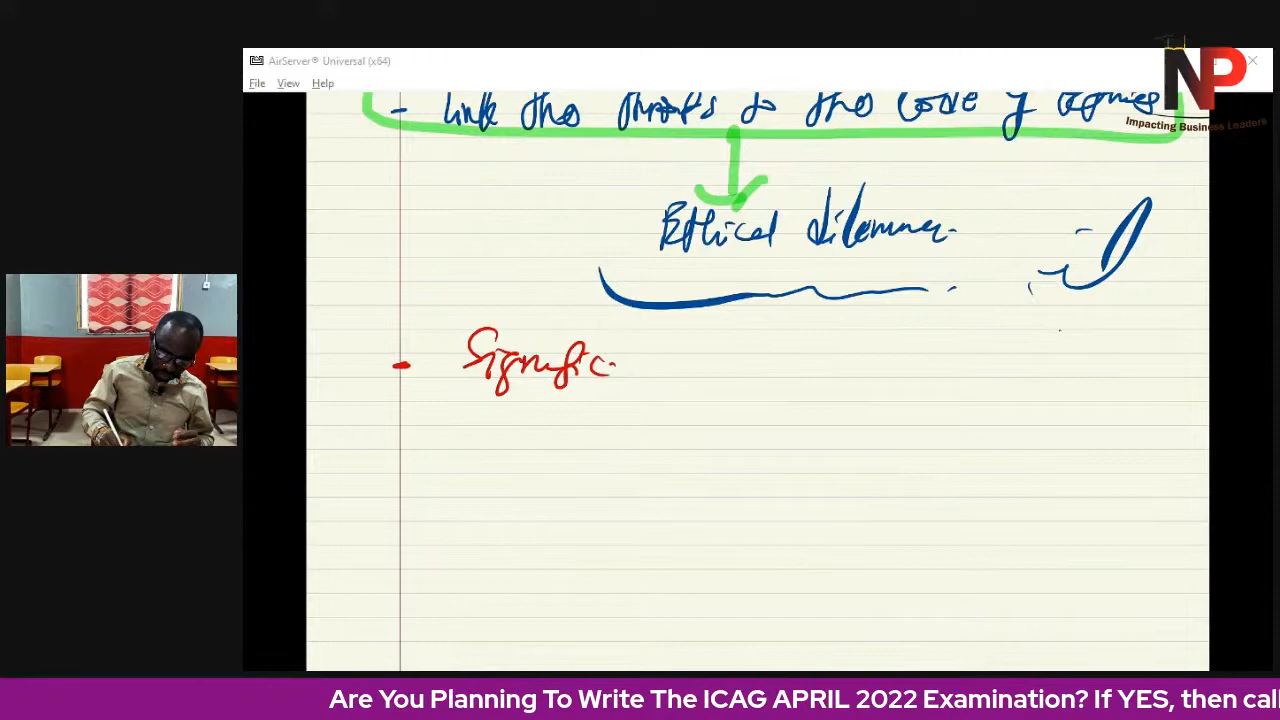 AirServer® Universal (x64)
File View Help
NP
Impacting Business Leaders
- link the threats to the Code of
Ethical dilemma
- Signific
Are You Planning To Write The ICAG APRIL 2022 Examination? If YES, then call